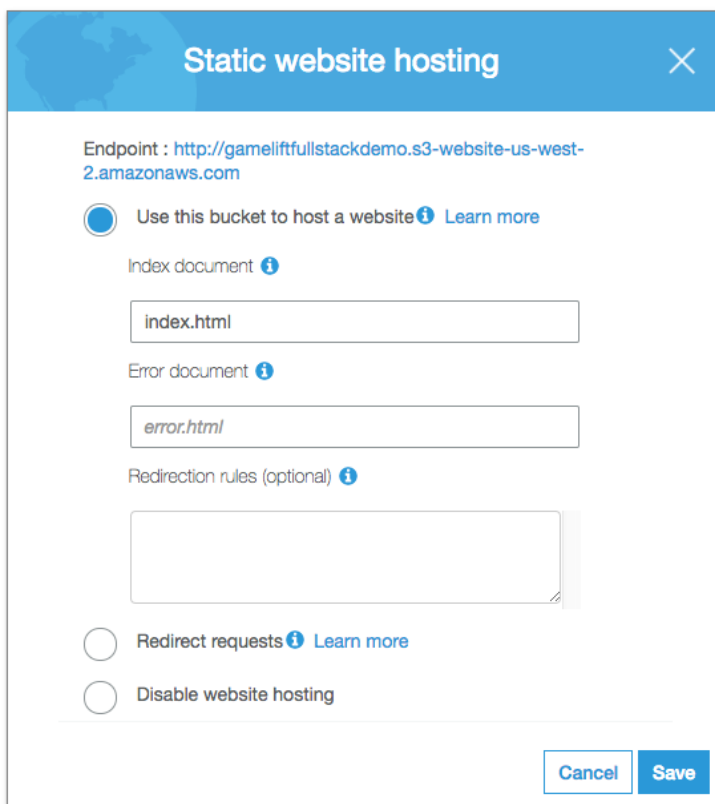 Static website hosting
Endpoint : http://gameliftfullstackdemo.s3-website-us-west-
2.amazonaws.com
Use this bucket to host a website Learn more
Index document
index.html
Error document
error.html
Redirection rules (optional)
Redirect requests Learn more
Disable website hosting
Cancel Save